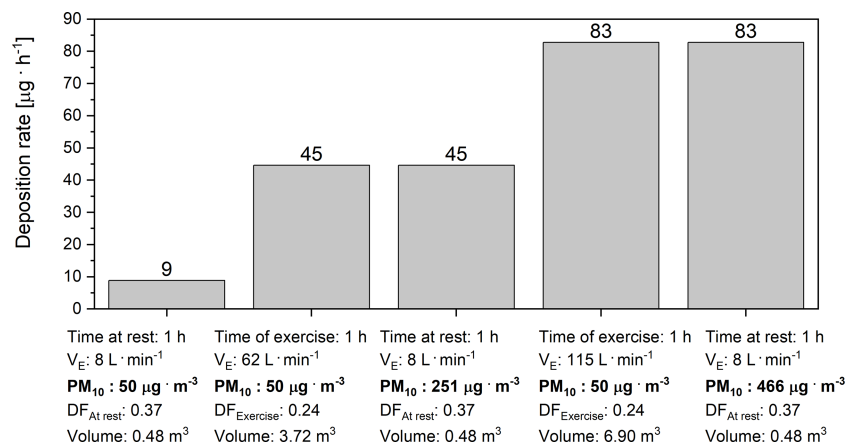 Deposition rate [μg · h⁻¹]
90
80
70
60
50
40
30
20
10
0
9
45
45
83
83
Time at rest: 1 h
V_E: 8 L · min⁻¹
PM₁₀ : 50 μg · m⁻³
DF_At rest: 0.37
Volume: 0.48 m³
Time of exercise: 1 h
V_E: 62 L · min⁻¹
PM₁₀ : 50 μg · m⁻³
DF_Exercise: 0.24
Volume: 3.72 m³
Time at rest: 1 h
V_E: 8 L · min⁻¹
PM₁₀ : 251 μg · m⁻³
DF_At rest: 0.37
Volume: 0.48 m³
Time of exercise: 1 h
V_E: 115 L · min⁻¹
PM₁₀ : 50 μg · m⁻³
DF_Exercise: 0.24
Volume: 6.90 m³
Time at rest: 1 h
V_E: 8 L · min⁻¹
PM₁₀ : 466 μg · m⁻³
DF_At rest: 0.37
Volume: 0.48 m³